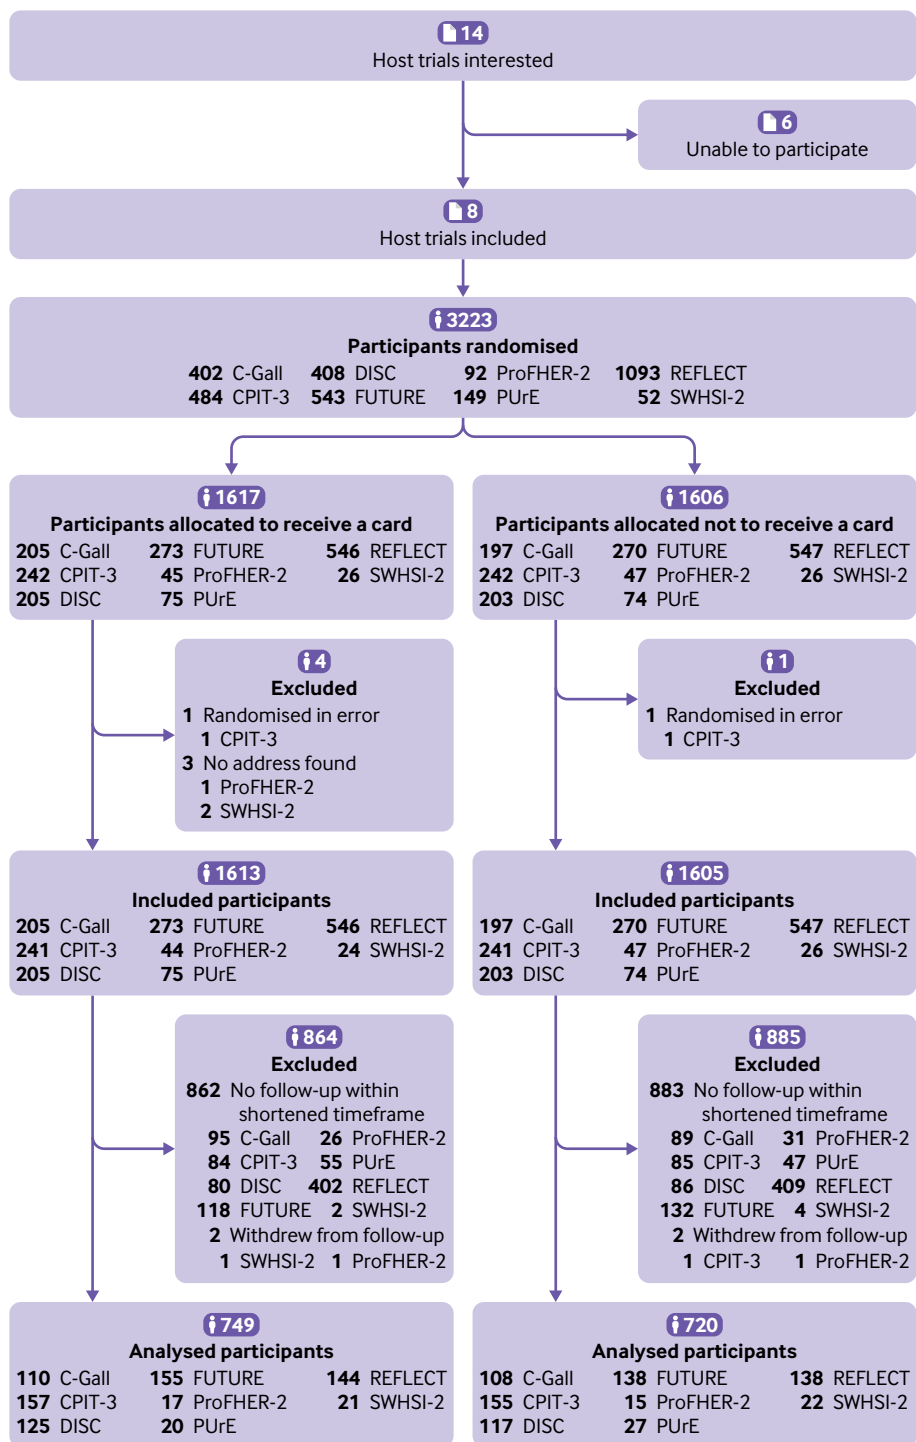 14
Host trials interested
6
Unable to participate
8
Host trials included
3223
Participants randomised
402 C-Gall 408 DISC 92 ProFHER-2 1093 REFLECT
484 CPIT-3 543 FUTURE 149 PUrE 52 SWHSI-2
1617
Participants allocated to receive a card
205 C-Gall 273 FUTURE 546 REFLECT
242 CPIT-3 45 ProFHER-2 26 SWHSI-2
205 DISC 75 PUrE
1606
Participants allocated not to receive a card
197 C-Gall 270 FUTURE 547 REFLECT
242 CPIT-3 47 ProFHER-2 26 SWHSI-2
203 DISC 74 PUrE
4
Excluded
1 Randomised in error
1 CPIT-3
3 No address found
1 ProFHER-2
2 SWHSI-2
1
Excluded
1 Randomised in error
1 CPIT-3
1613
Included participants
205 C-Gall 273 FUTURE 546 REFLECT
241 CPIT-3 44 ProFHER-2 24 SWHSI-2
205 DISC 75 PUrE
1605
Included participants
197 C-Gall 270 FUTURE 547 REFLECT
241 CPIT-3 47 ProFHER-2 26 SWHSI-2
203 DISC 74 PUrE
864
Excluded
862 No follow-up within
shortened timeframe
95 C-Gall 26 ProFHER-2
84 CPIT-3 55 PUrE
80 DISC 402 REFLECT
118 FUTURE 2 SWHSI-2
2 Withdrew from follow-up
1 SWHSI-2 1 ProFHER-2
885
Excluded
883 No follow-up within
shortened timeframe
89 C-Gall 31 ProFHER-2
85 CPIT-3 47 PUrE
86 DISC 409 REFLECT
132 FUTURE 4 SWHSI-2
2 Withdrew from follow-up
1 CPIT-3 1 ProFHER-2
749
Analysed participants
110 C-Gall 155 FUTURE 144 REFLECT
157 CPIT-3 17 ProFHER-2 21 SWHSI-2
125 DISC 20 PUrE
720
Analysed participants
108 C-Gall 138 FUTURE 138 REFLECT
155 CPIT-3 15 ProFHER-2 22 SWHSI-2
117 DISC 27 PUrE